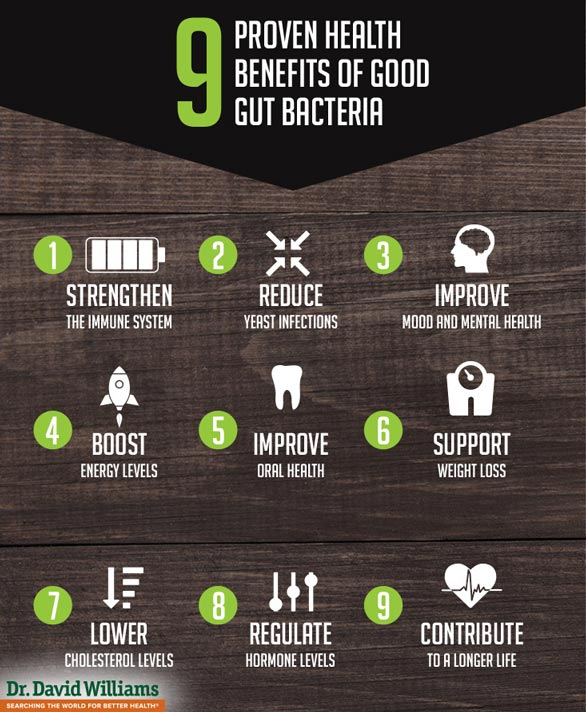 9
PROVEN HEALTH
BENEFITS OF GOOD
GUT BACTERIA
1
STRENGTHEN
THE IMMUNE SYSTEM
2
REDUCE
YEAST INFECTIONS
3
IMPROVE
MOOD AND MENTAL HEALTH
4
BOOST
ENERGY LEVELS
5
IMPROVE
ORAL HEALTH
6
SUPPORT
WEIGHT LOSS
7
LOWER
CHOLESTEROL LEVELS
8
REGULATE
HORMONE LEVELS
9
CONTRIBUTE
TO A LONGER LIFE
Dr. David Williams
SEARCHING THE WORLD FOR BETTER HEALTH®